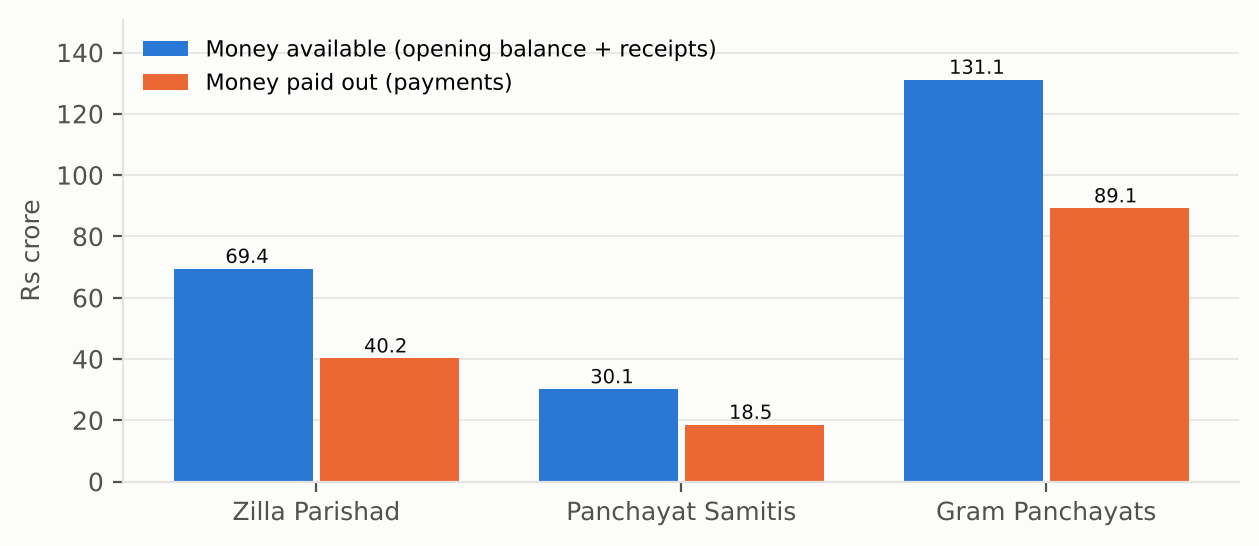 Money available (opening balance + receipts)
Money paid out (payments)
Rs crore
140
120
100
80
60
40
20
0
69.4
40.2
30.1
18.5
131.1
89.1
Zilla Parishad
Panchayat Samitis
Gram Panchayats